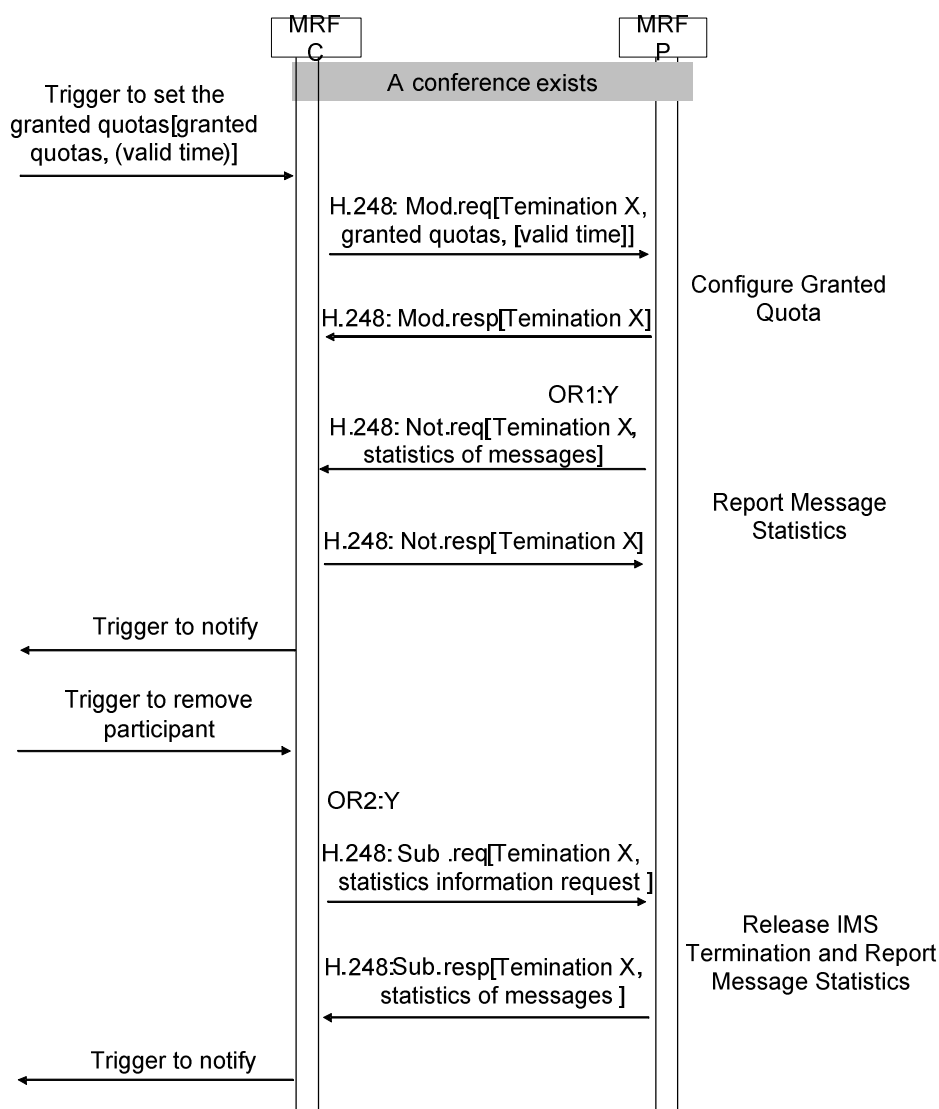 MRF
C
MRF
P
A conference exists
Trigger to set the
granted quotas[granted
quotas, (valid time)]
H.248: Mod.req[Temination X,
granted quotas, [valid time]]
Configure Granted
Quota
H.248: Mod.resp[Temination X]
OR1:Y
H.248: Not.req[Temination X,
statistics of messages]
Report Message
Statistics
H.248: Not.resp[Temination X]
Trigger to notify
Trigger to remove
participant
OR2:Y
H.248: Sub .req[Temination X,
statistics information request ]
Release IMS
Termination and Report
Message Statistics
H.248:Sub.resp[Temination X,
statistics of messages ]
Trigger to notify